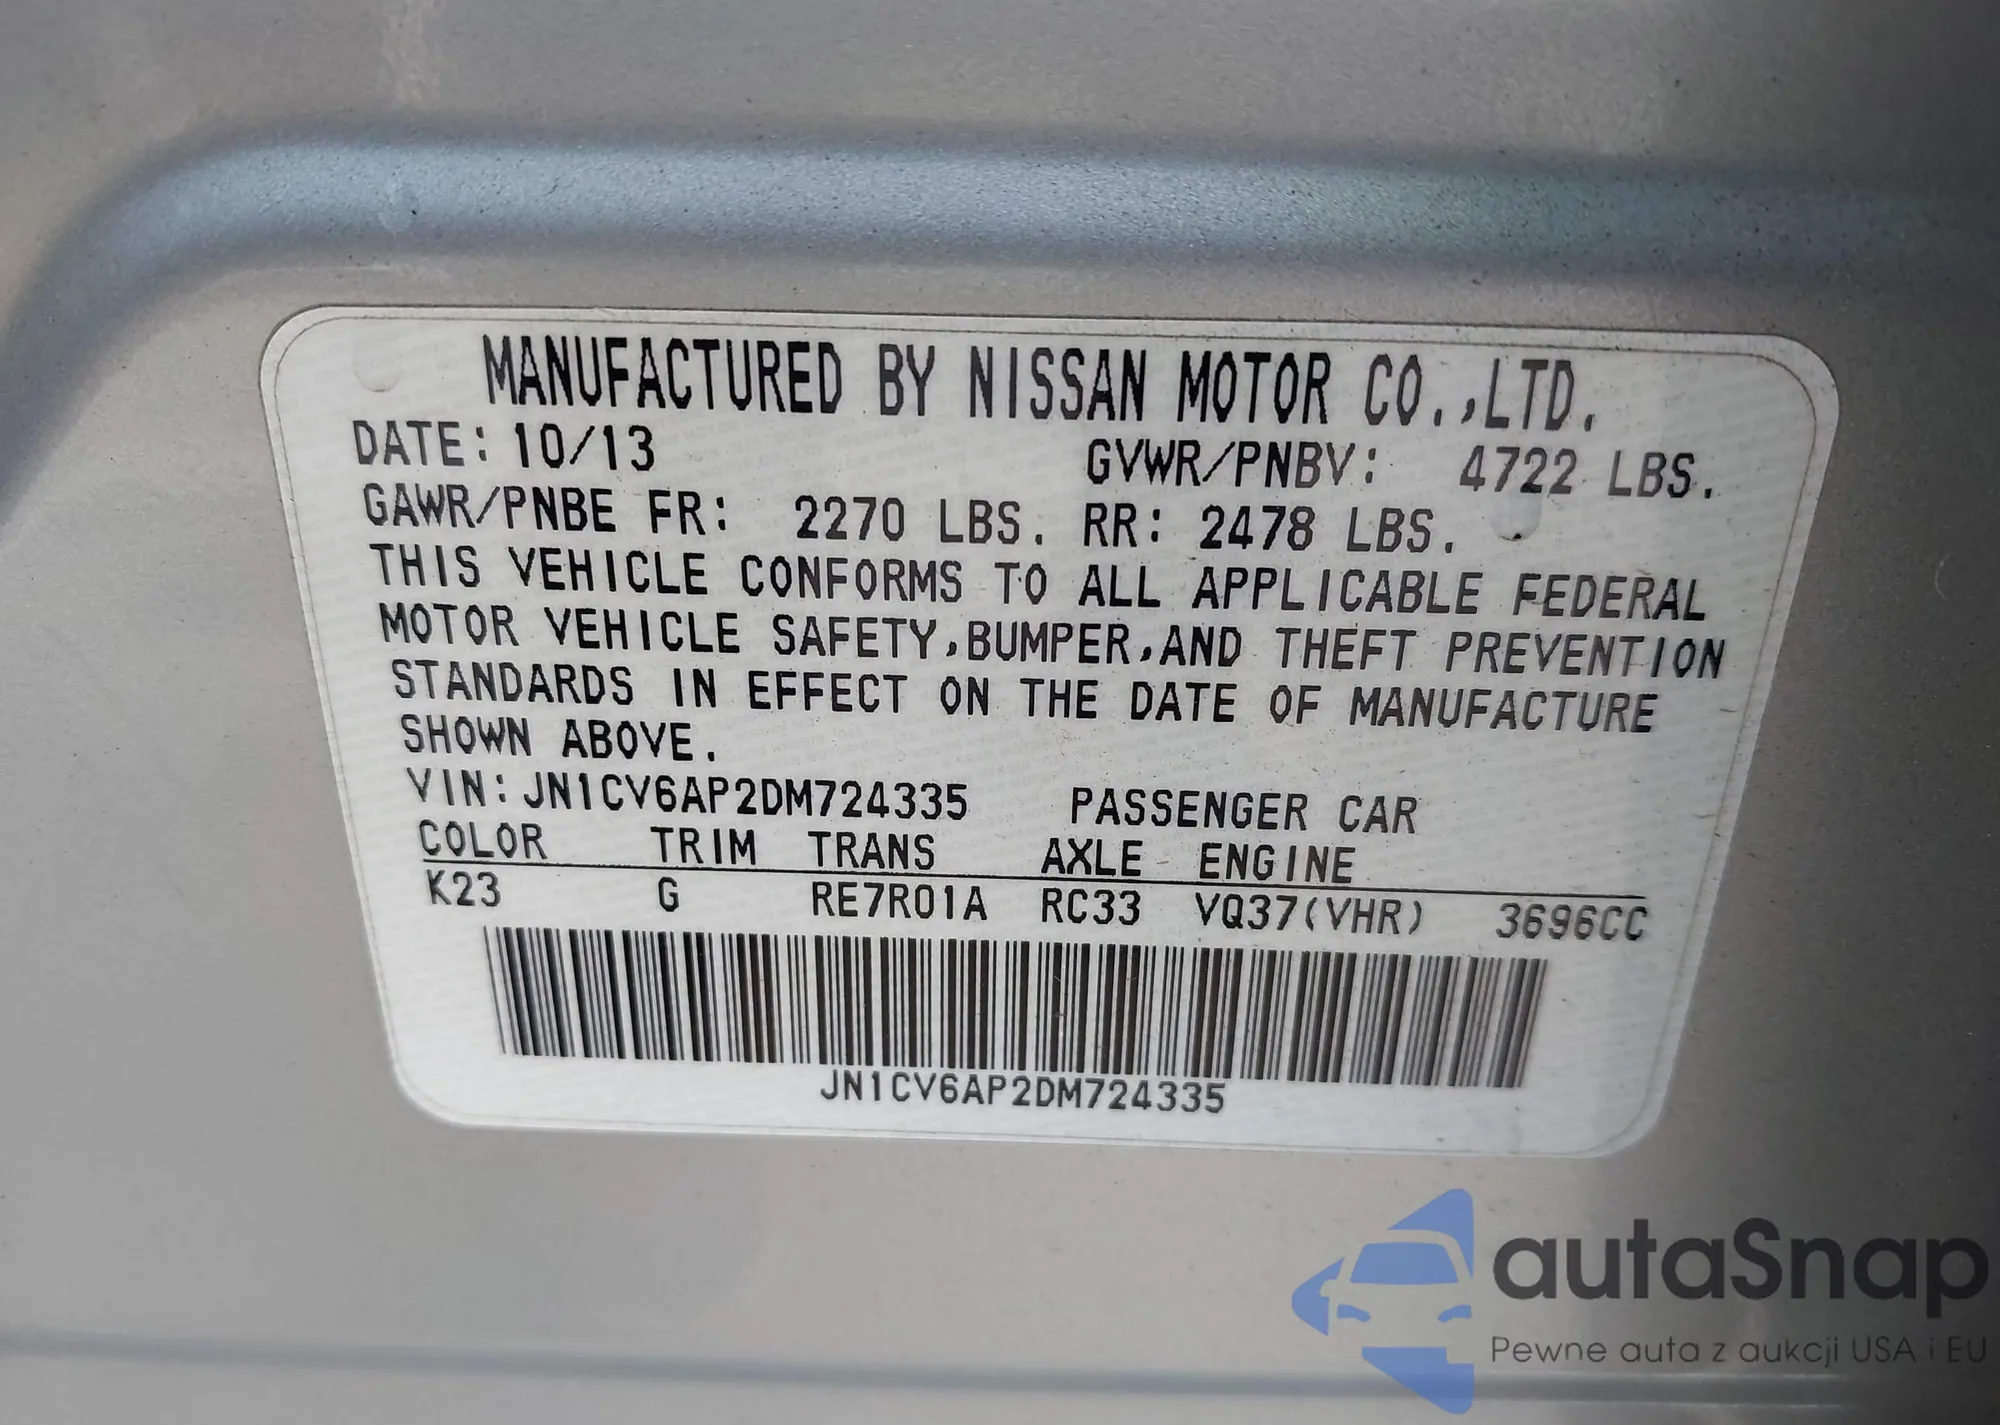 MANUFACTURED BY NISSAN MOTOR CO.,LTD.
DATE: 10/13 GVWR/PNBV: 4722 LBS.
GAWR/PNBE FR: 2270 LBS. RR: 2478 LBS.
THIS VEHICLE CONFORMS TO ALL APPLICABLE FEDERAL
MOTOR VEHICLE SAFETY,BUMPER,AND THEFT PREVENTION
STANDARDS IN EFFECT ON THE DATE OF MANUFACTURE
SHOWN ABOVE.
VIN:JN1CV6AP2DM724335 PASSENGER CAR
COLOR TRIM TRANS AXLE ENGINE
K23 G RE7R01A RC33 VQ37(VHR) 3696CC
JN1CV6AP2DM724335
autaSnap
Pewne auta z aukcji USA i EU